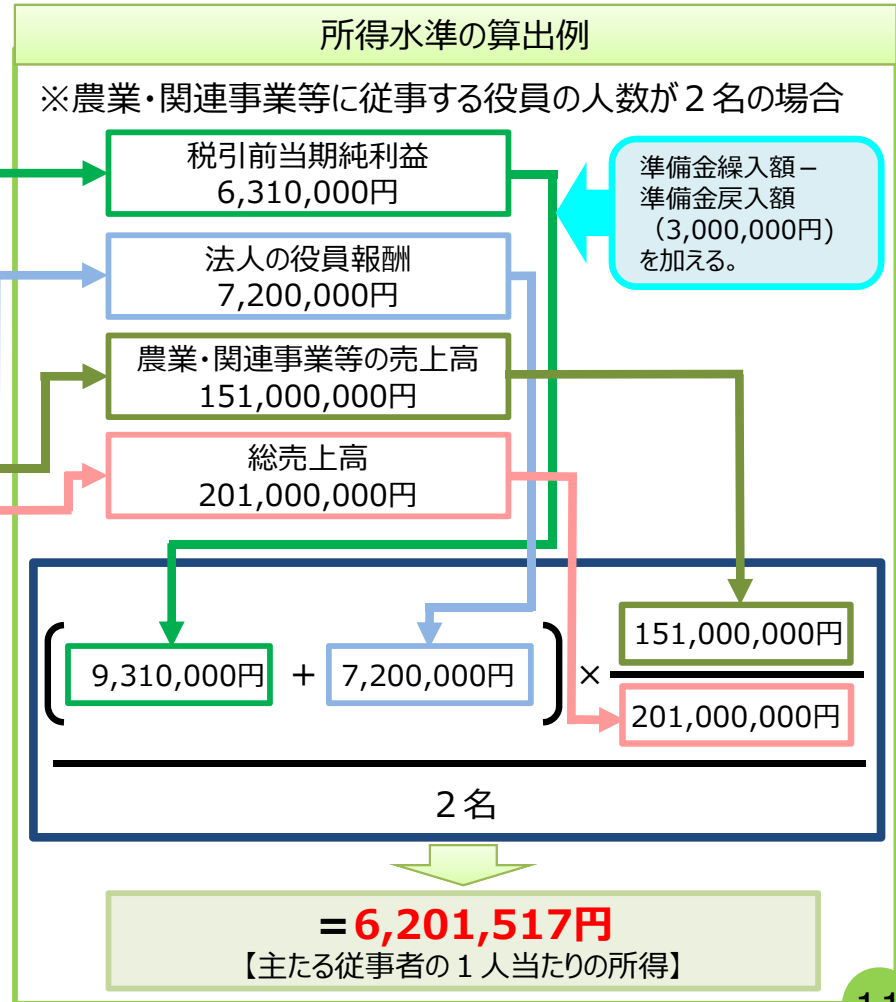 所得水準の算出例
※農業・関連事業等に従事する役員の人数が2名の場合
税引前当期純利益
6,310,000円
準備金繰入額−
準備金戻入額
(3,000,000円)
を加える。
法人の役員報酬
7,200,000円
農業・関連事業等の売上高
151,000,000円
総売上高
201,000,000円
9,310,000円 + 7,200,000円 × 151,000,000円
201,000,000円
2名
=6,201,517円
【主たる従事者の1人当たりの所得】